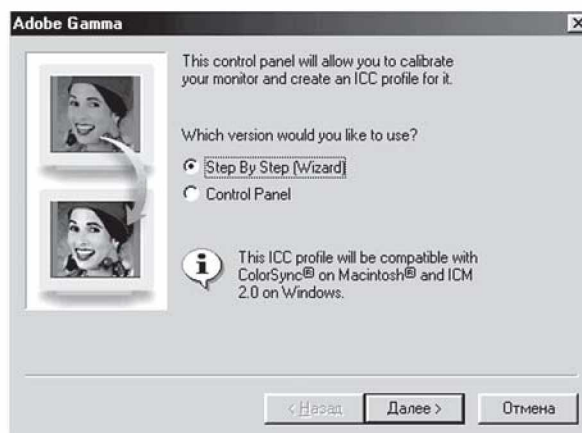 Adobe Gamma
This control panel will allow you to calibrate
your monitor and create an ICC profile for it.
Which version would you like to use?
Step By Step (Wizard)
Control Panel
This ICC profile will be compatible with
ColorSync® on Macintosh® and ICM
2.0 on Windows.
< Назад
Далее >
Отмена